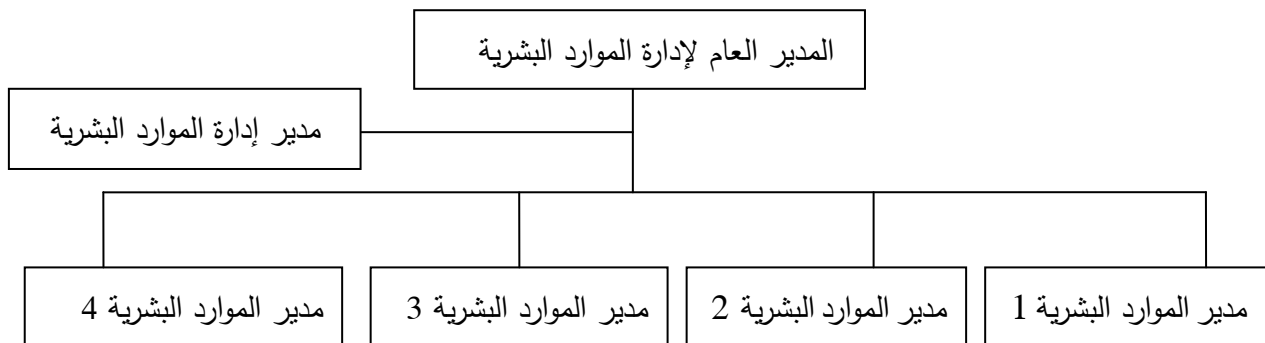 المدير العام لإدارة الموارد البشرية
مدير إدارة الموارد البشرية
مدير الموارد البشرية 1
مدير الموارد البشرية 2
مدير الموارد البشرية 3
مدير الموارد البشرية 4